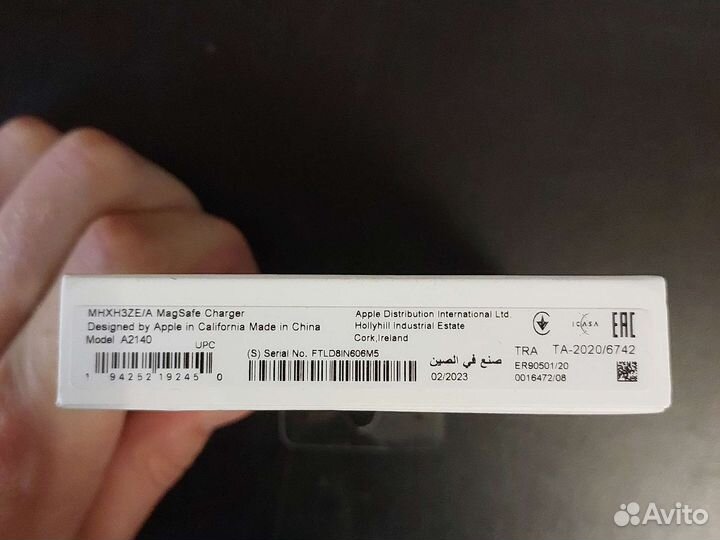 MHXH3ZE/A MagSafe Charger
Designed by Apple in California Made in China
Model A2140
UPC
1 94252 19245 0
(S) Serial No. FTLD8IN606M5
Apple Distribution International Ltd.
Hollyhill Industrial Estate
Cork,Ireland
صنع في الصين
02/2023
ICASA
EAC
TRA TA-2020/6742
ER90501/20
0016472/08
Avito